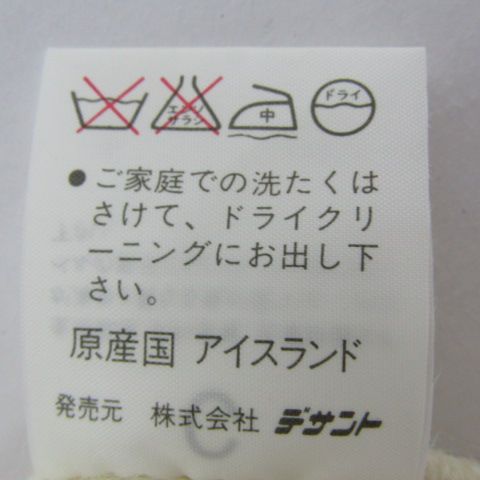 エンソ
サラシ
中
ドライ
●ご家庭での洗たくは
さけて、ドライクリ
ーニングにお出し下
さい。
原産国 アイスランド
発売元 株式会社 デサント